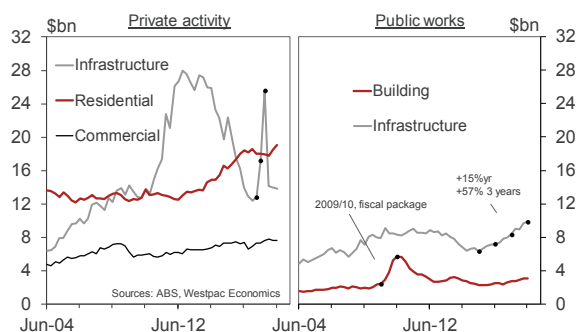 Private activity
Public works
$bn
$bn
32
28
24
20
16
12
8
4
0
Infrastructure
Residential
Commercial
Sources: ABS, Westpac Economics
Jun-04
Jun-12
32
28
24
20
16
12
8
4
0
Building
Infrastructure
+15%yr
+57% 3 years
2009/10, fiscal package
Jun-04
Jun-12